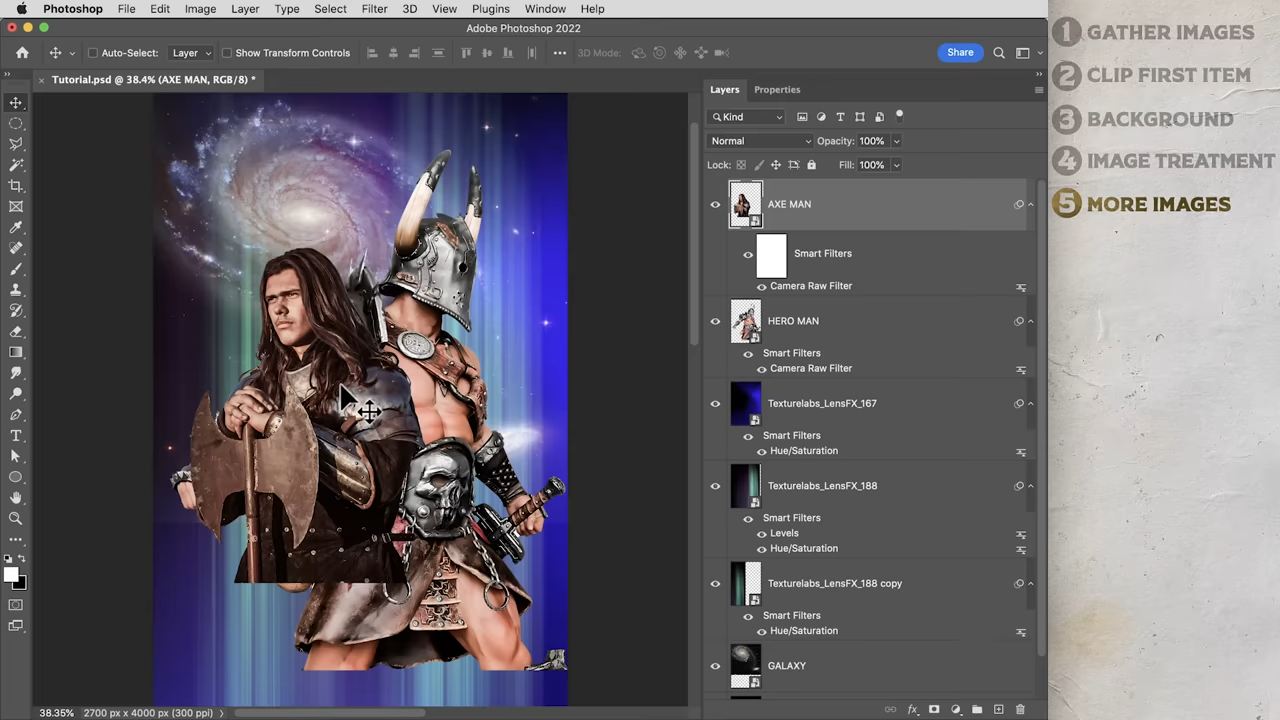 Photoshop File Edit Image Layer Type Select Filter 3D View Plugins Window Help
Adobe Photoshop 2022
Auto-Select: Layer Show Transform Controls 3D Mode: Share
Tutorial.psd @ 38.4% (AXE MAN, RGB/8) *
Layers Properties
Kind
Normal Opacity: 100%
Lock: Fill: 100%
AXE MAN
Smart Filters
Camera Raw Filter
HERO MAN
Smart Filters
Camera Raw Filter
Texturelabs_LensFX_167
Smart Filters
Hue/Saturation
Texturelabs_LensFX_188
Smart Filters
Levels
Hue/Saturation
Texturelabs_LensFX_188 copy
Smart Filters
Hue/Saturation
GALAXY
38.35% 2700 px x 4000 px (300 ppi)
1 GATHER IMAGES
2 CLIP FIRST ITEM
3 BACKGROUND
4 IMAGE TREATMENT
5 MORE IMAGES